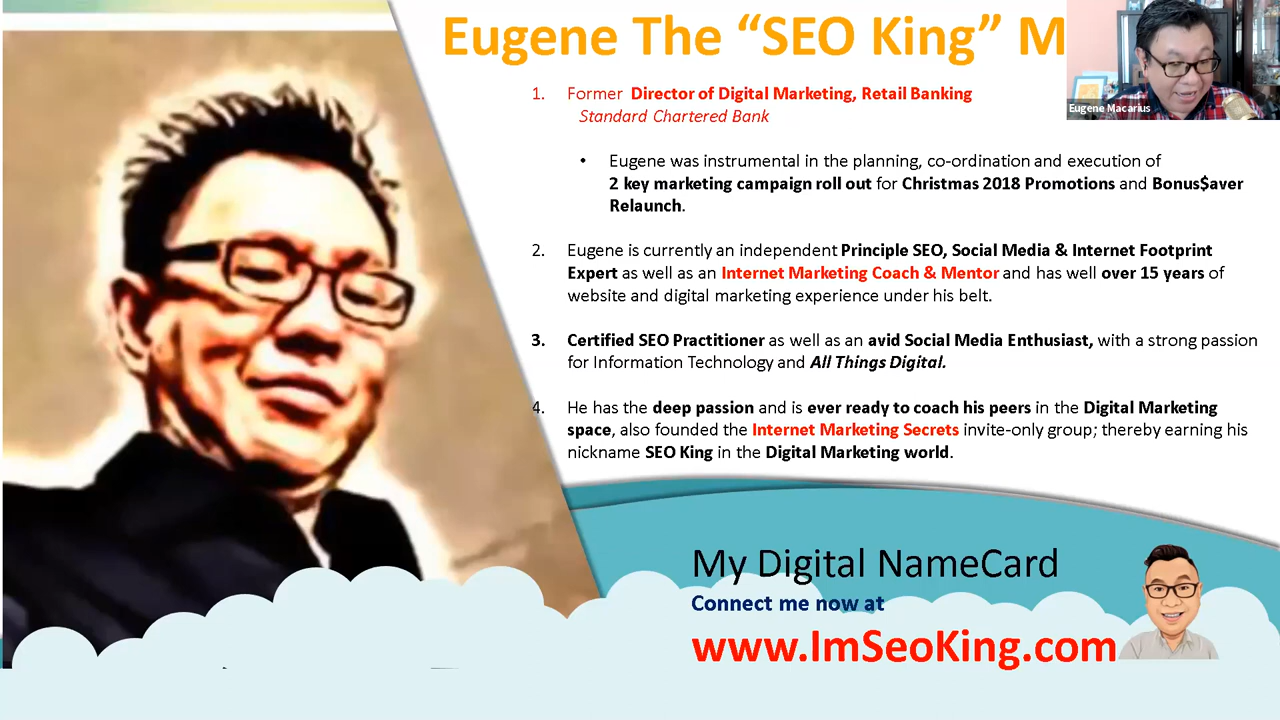 Eugene The “SEO King” M
Eugene Macarius
1. Former Director of Digital Marketing, Retail Banking
Standard Chartered Bank
• Eugene was instrumental in the planning, co-ordination and execution of
2 key marketing campaign roll out for Christmas 2018 Promotions and Bonus$aver
Relaunch.
2. Eugene is currently an independent Principle SEO, Social Media & Internet Footprint
Expert as well as an Internet Marketing Coach & Mentor and has well over 15 years of
website and digital marketing experience under his belt.
3. Certified SEO Practitioner as well as an avid Social Media Enthusiast, with a strong passion
for Information Technology and All Things Digital.
4. He has the deep passion and is ever ready to coach his peers in the Digital Marketing
space, also founded the Internet Marketing Secrets invite-only group; thereby earning his
nickname SEO King in the Digital Marketing world.
My Digital NameCard
Connect me now at
www.ImSeoKing.com